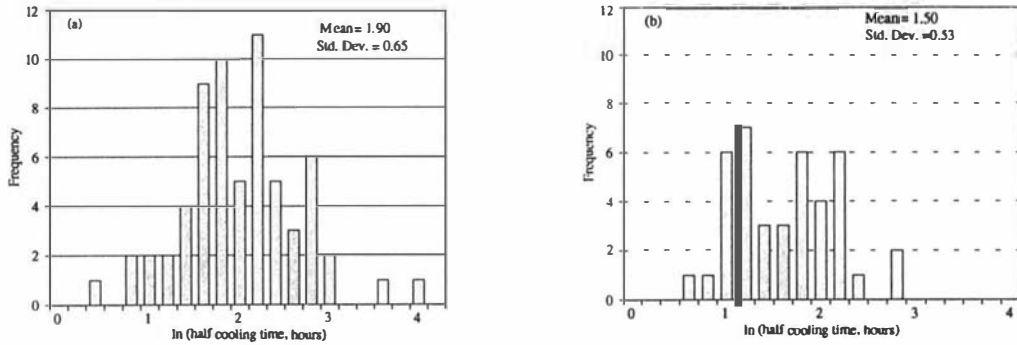 (a)
Mean= 1.90
Std. Dev. = 0.65
12
10
8
6
4
2
0
Frequency
0 1 2 3 4
ln (half cooling time, hours)
(b)
Mean= 1.50
Std. Dev. =0.53
12
10
8
6
4
2
0
Frequency
0 1 2 3 4
ln (half cooling time, hours)